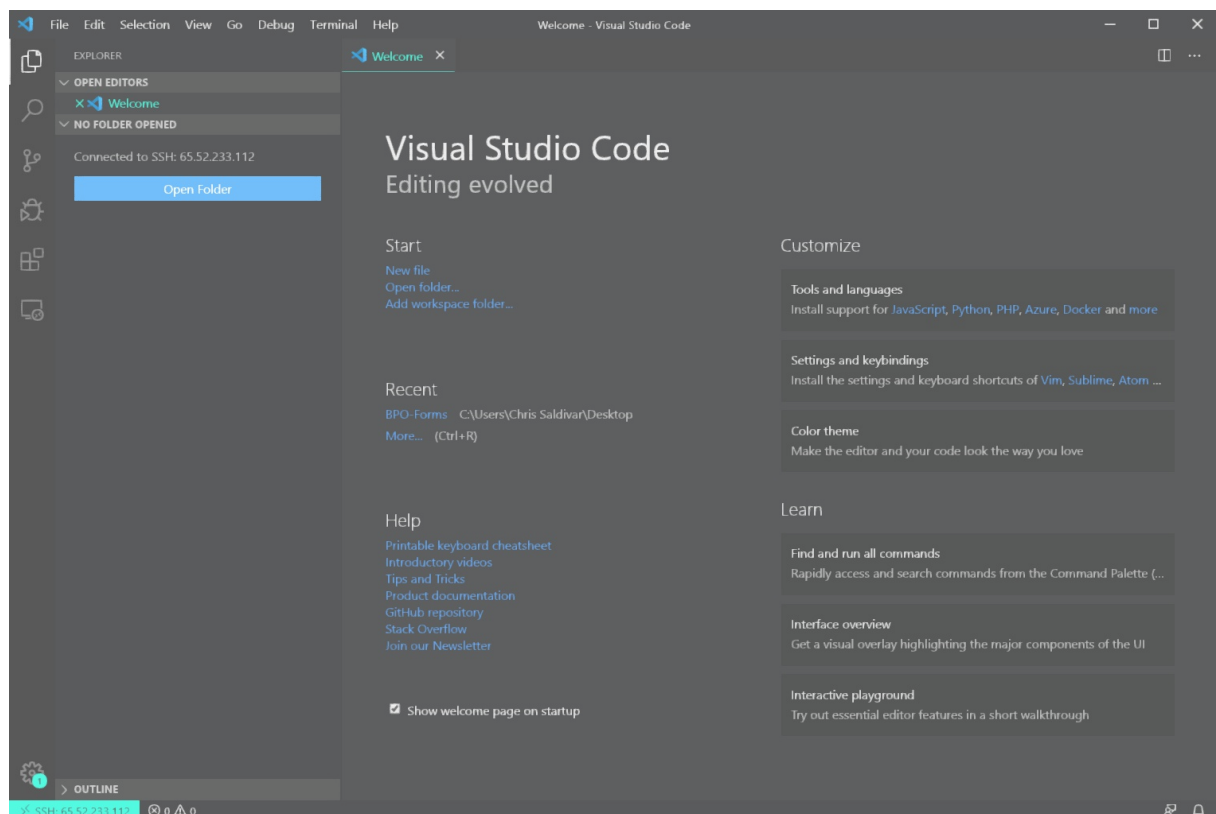 File Edit Selection View Go Debug Terminal Help
Welcome - Visual Studio Code
EXPLORER
OPEN EDITORS
Welcome
NO FOLDER OPENED
Connected to SSH: 65.52.233.112
Open Folder
OUTLINE
Welcome
Visual Studio Code
Editing evolved
Start
New file
Open folder...
Add workspace folder...
Recent
BPO-Forms C:\Users\Chris Saldivar\Desktop
More... (Ctrl+R)
Help
Printable keyboard cheatsheet
Introductory videos
Tips and Tricks
Product documentation
GitHub repository
Stack Overflow
Join our Newsletter
Show welcome page on startup
Customize
Tools and languages
Install support for JavaScript, Python, PHP, Azure, Docker and more
Settings and keybindings
Install the settings and keyboard shortcuts of Vim, Sublime, Atom ...
Color theme
Make the editor and your code look the way you love
Learn
Find and run all commands
Rapidly access and search commands from the Command Palette (...
Interface overview
Get a visual overlay highlighting the major components of the UI
Interactive playground
Try out essential editor features in a short walkthrough
1
SSH: 65.52.233.112 0 0